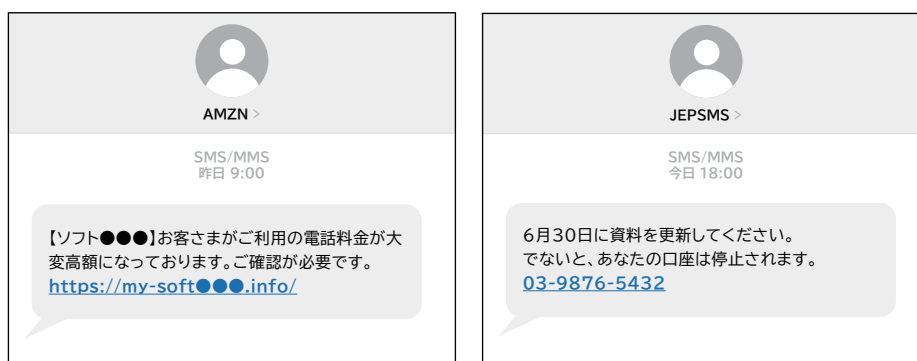 AMZN >
SMS/MMS
昨日 9:00
【ソフト●●●】お客さまがご利用の電話料金が大
変高額になっております。ご確認が必要です。
https://my-soft●●●.info/
JEPSMS >
SMS/MMS
今日 18:00
6月30日に資料を更新してください。
でないと、あなたの口座は停止されます。
03-9876-5432